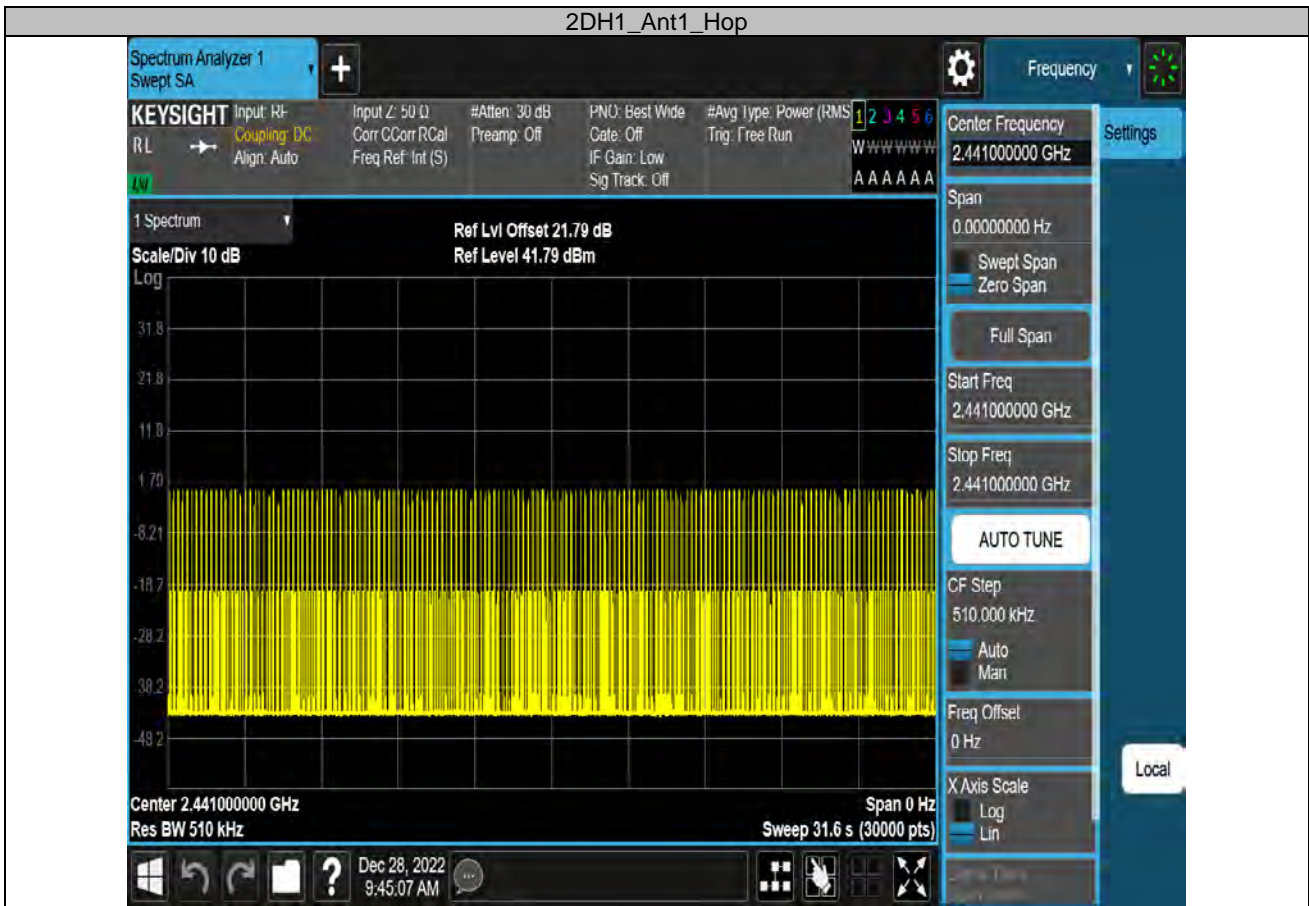 2DH1_Ant1_Hop
Spectrum Analyzer 1
Swept SA
Frequency
KEYSIGHT
RL
LNI
Input: RF
Coupling: DC
Align: Auto
Input Z: 50 Ω
Corr CCorr RCal
Freq Ref: Int (S)
#Atten: 30 dB
Preamp: Off
PNO: Best Wide
Gate: Off
IF Gain: Low
Sig Track: Off
#Avg Type: Power (RMS
Trig: Free Run
1 2 3 4 5 6
W W W W W W
A A A A A A
1 Spectrum
Scale/Div 10 dB
Log
Ref Lvl Offset 21.79 dB
Ref Level 41.79 dBm
31.8
21.8
11.8
1.79
-8.21
-18.2
-28.2
-38.2
-48.2
Center 2.441000000 GHz
Res BW 510 kHz
Span 0 Hz
Sweep 31.6 s (30000 pts)
Center Frequency
2.441000000 GHz
Settings
Span
0.00000000 Hz
Swept Span
Zero Span
Full Span
Start Freq
2.441000000 GHz
Stop Freq
2.441000000 GHz
AUTO TUNE
CF Step
510.000 kHz
Auto
Man
Freq Offset
0 Hz
X Axis Scale
Log
Lin
Local
Dec 28, 2022
9:45:07 AM